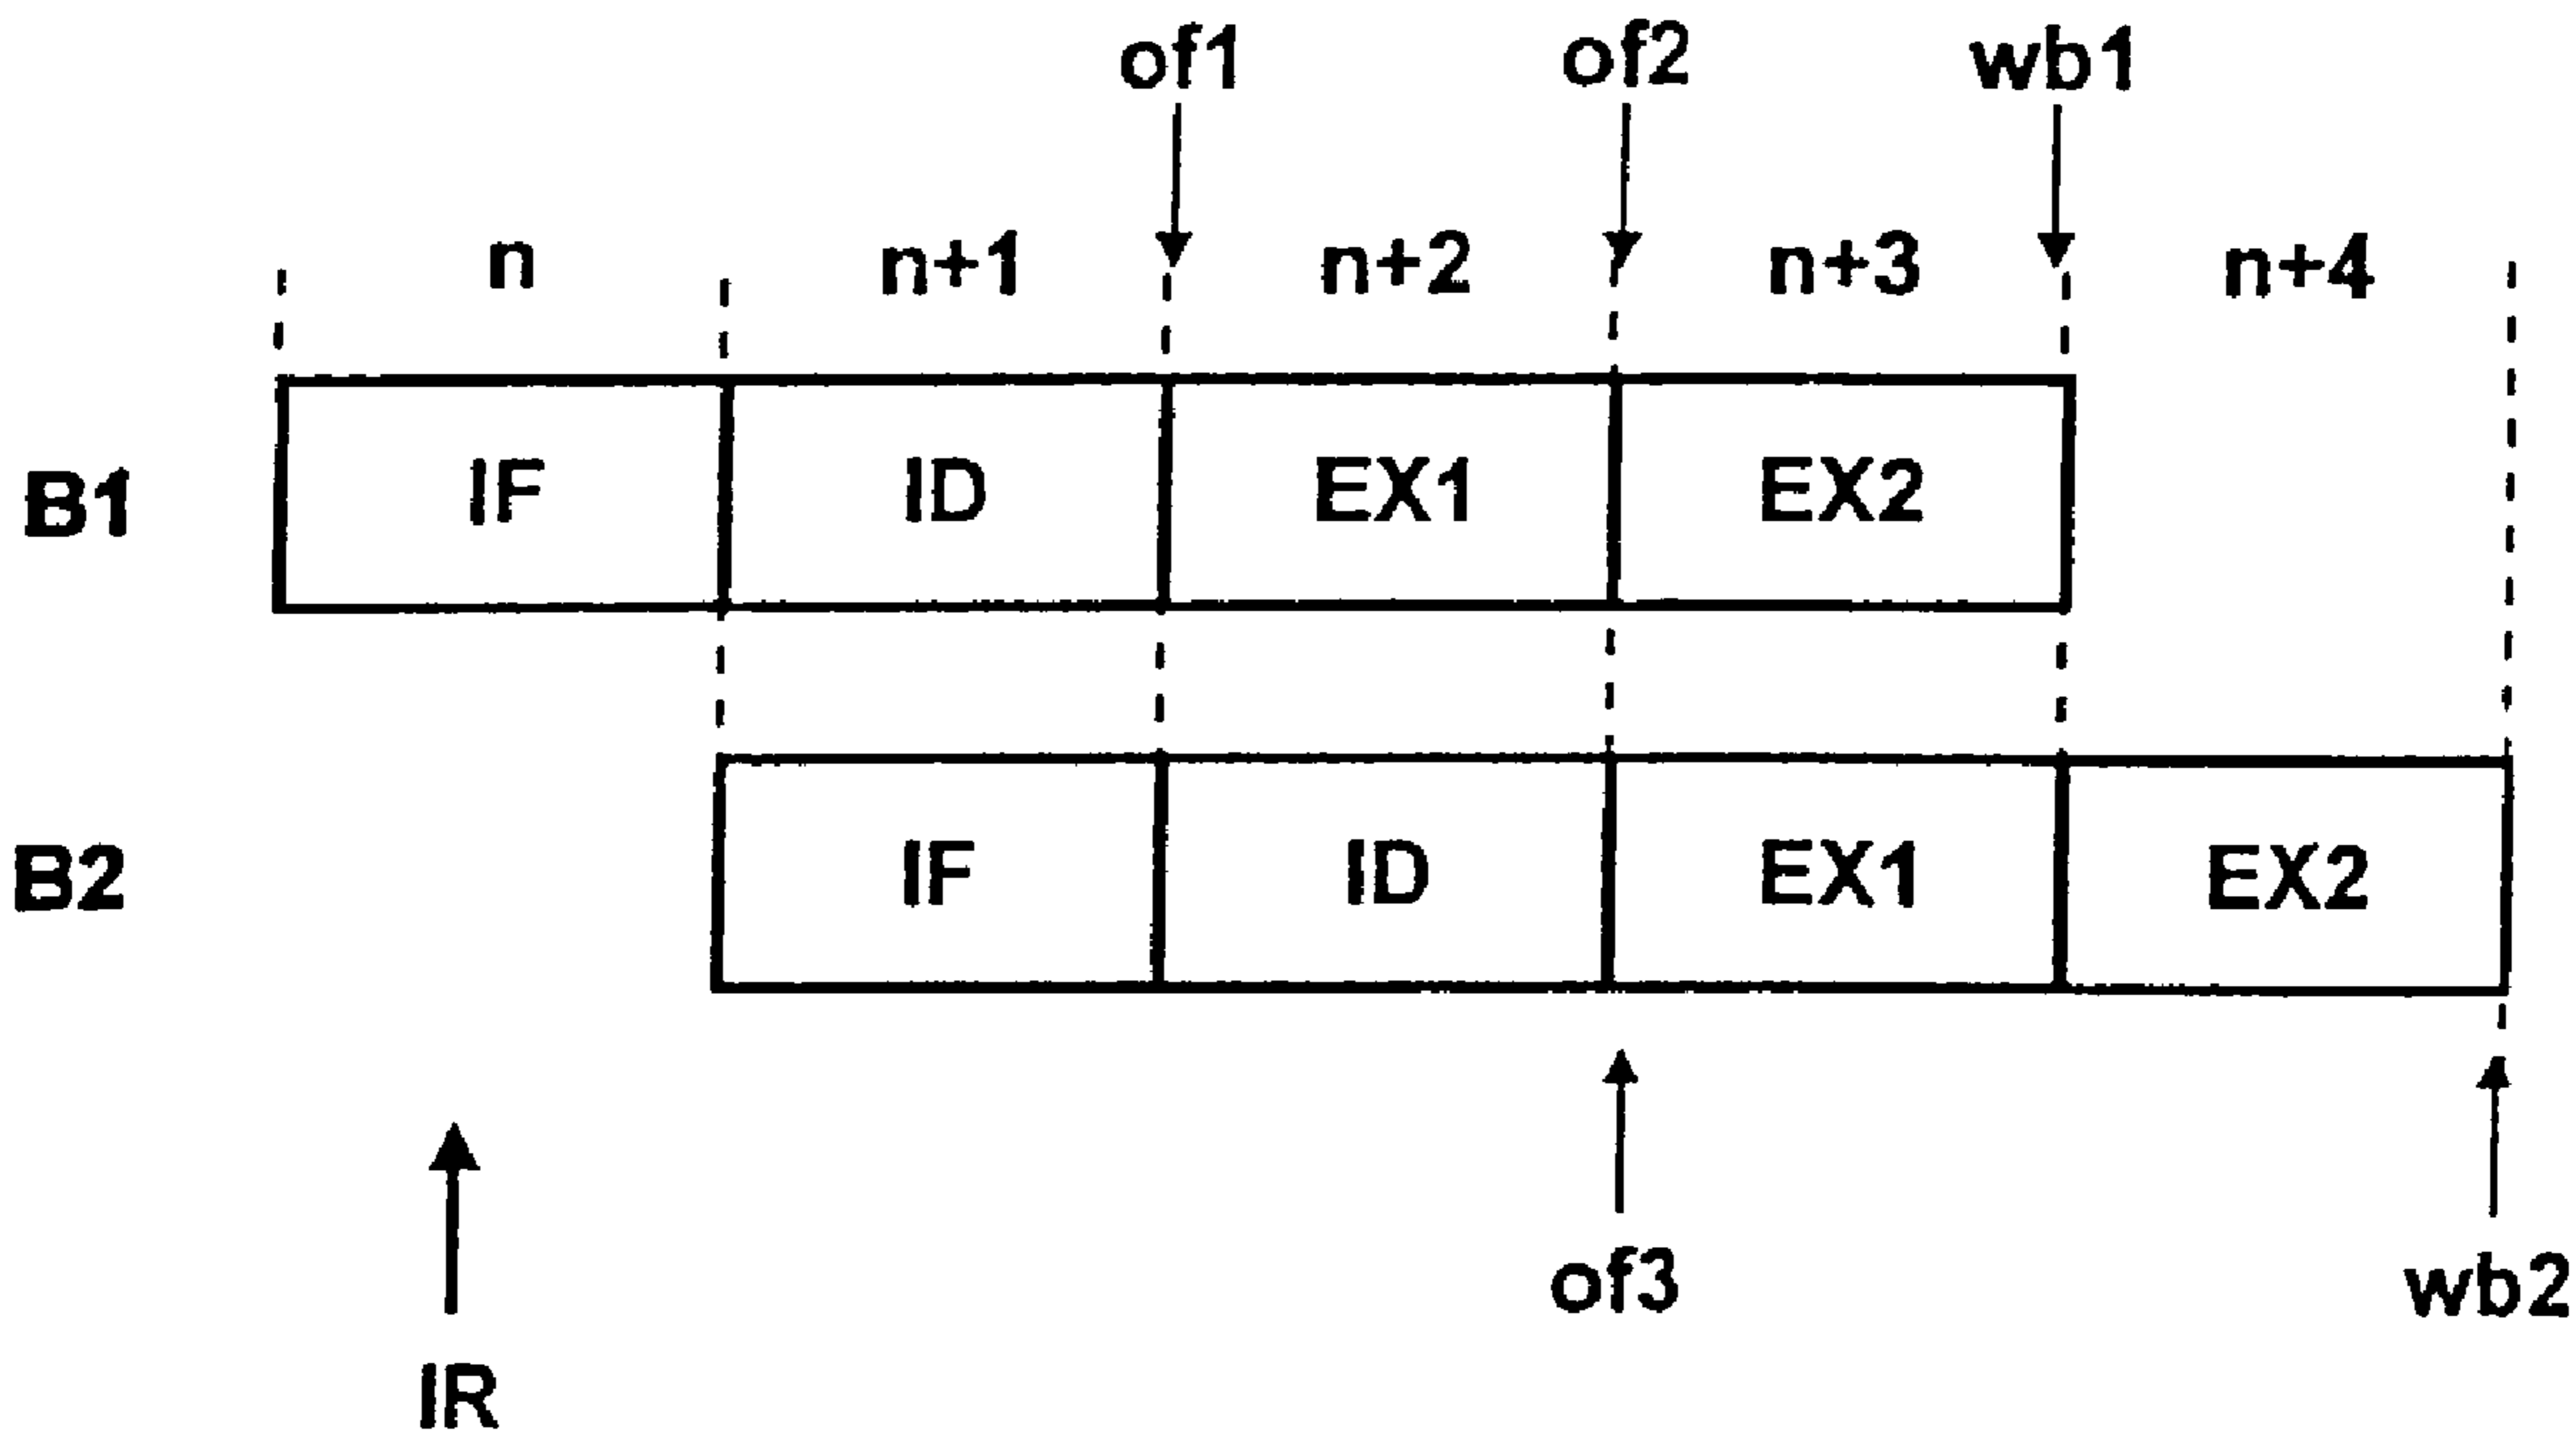 of1 of2 wb1
n n+1 n+2 n+3 n+4
B1 IF ID EX1 EX2
B2 IF ID EX1 EX2
of3 wb2
IR